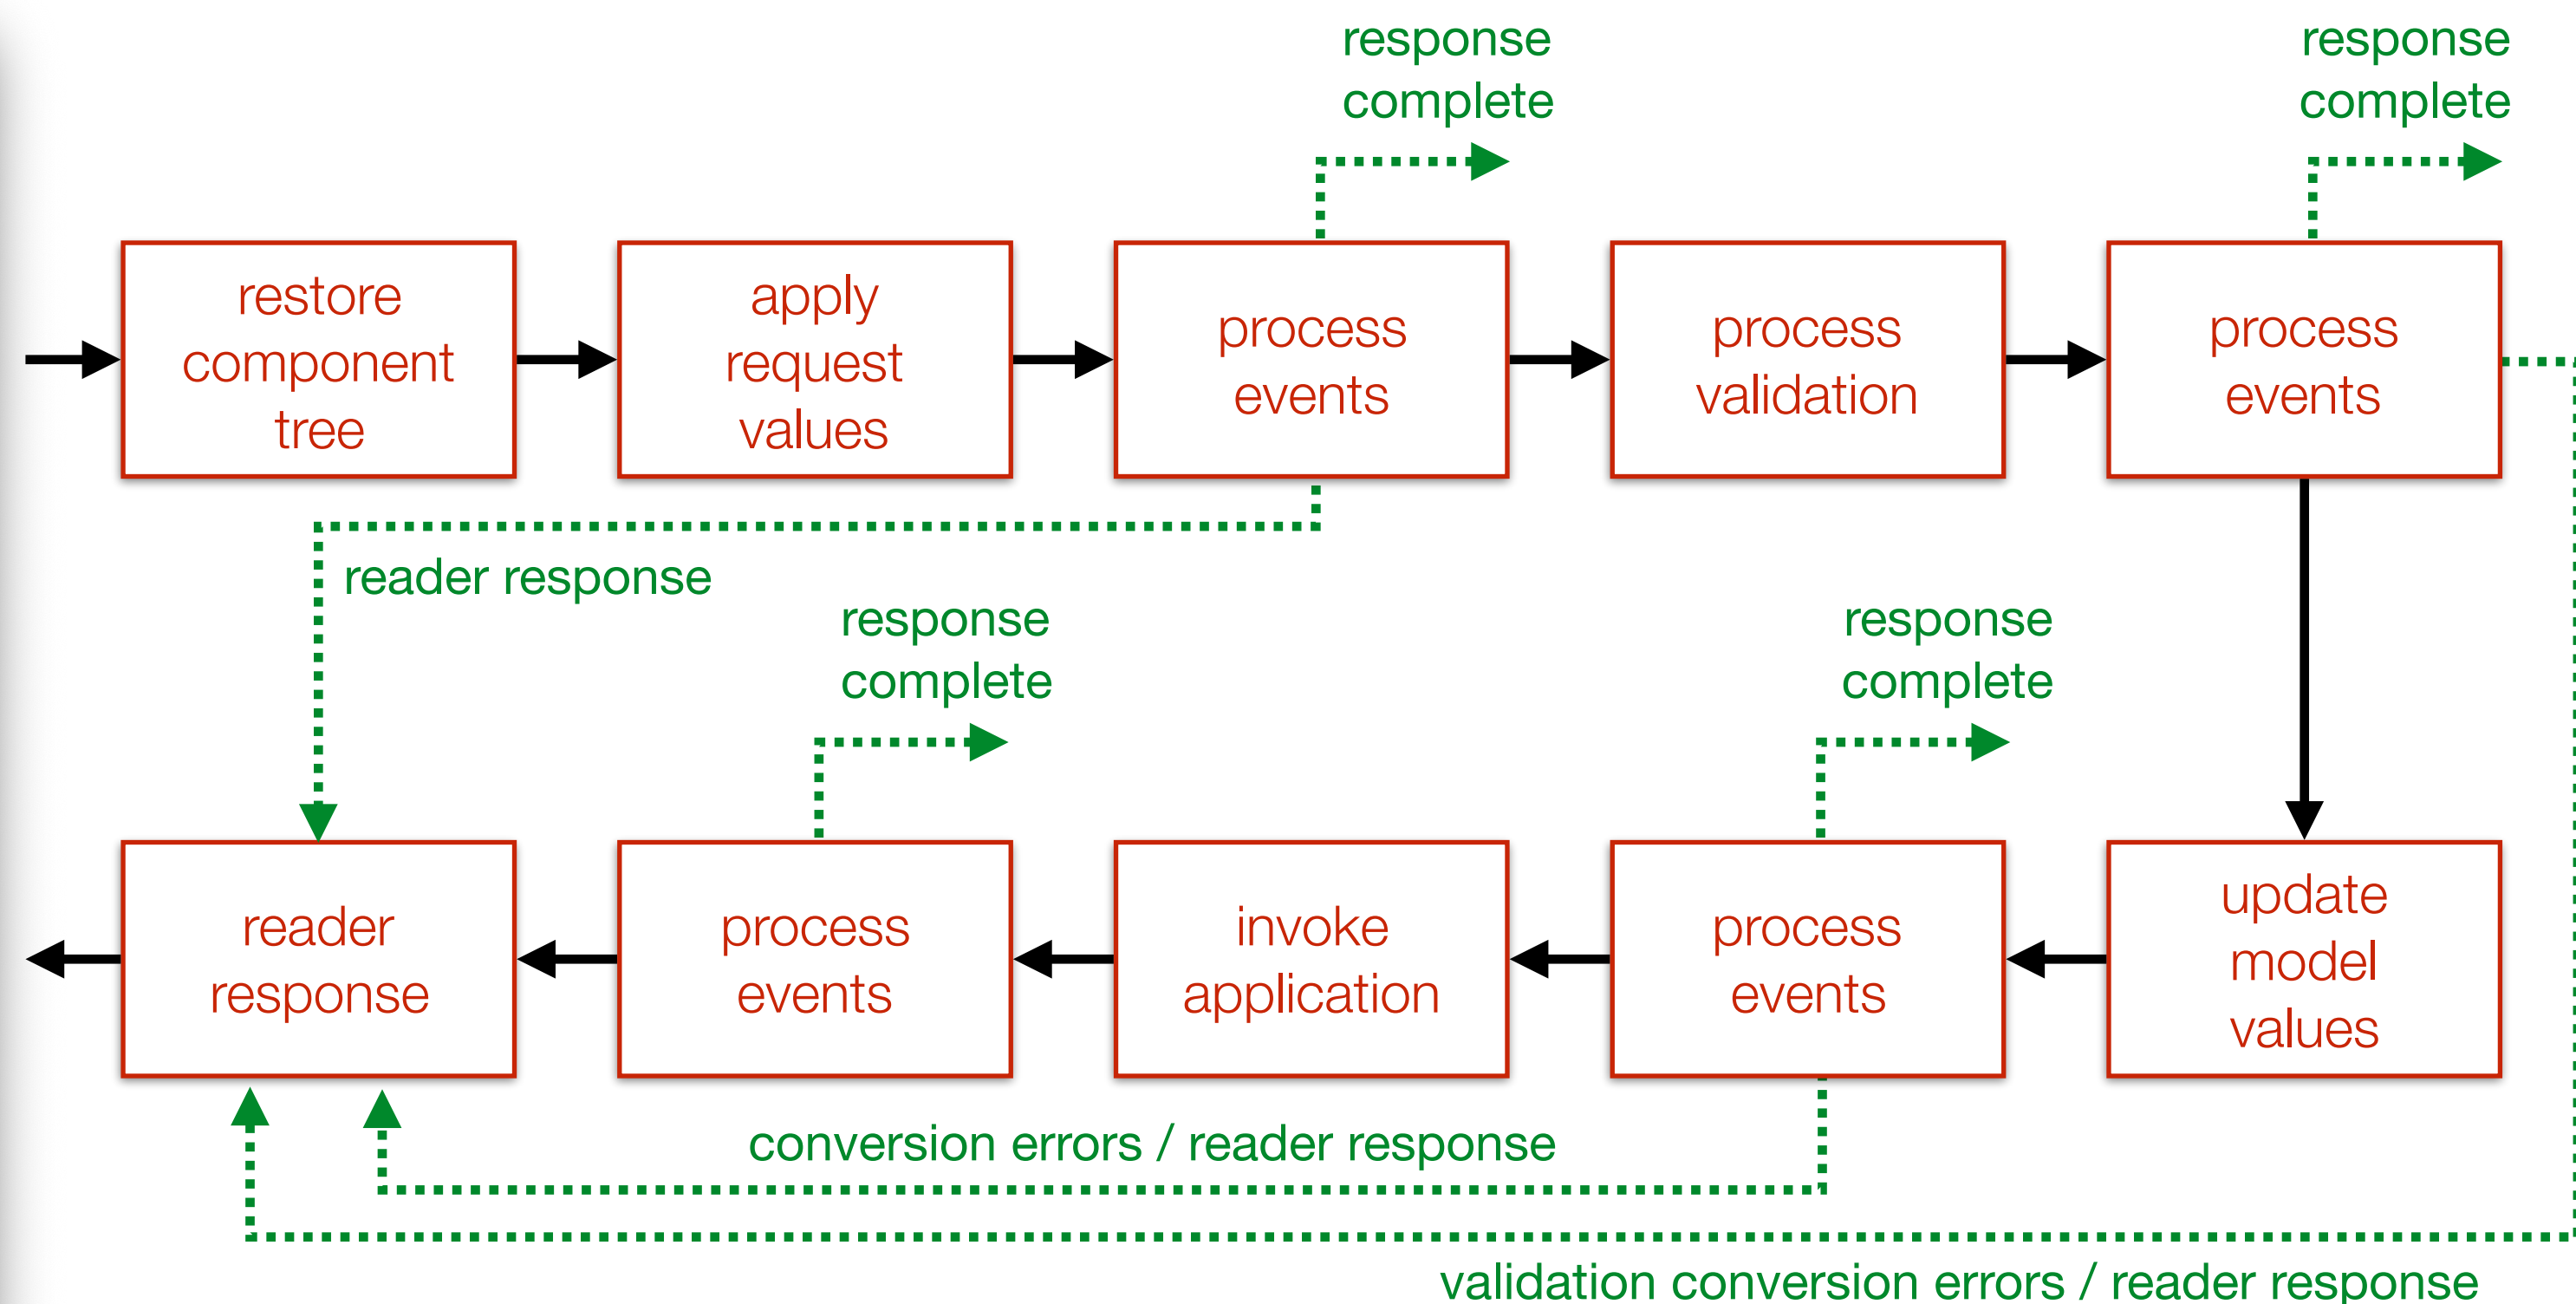 response
complete
response
complete
restore
component
tree
apply
request
values
process
events
process
validation
process
events
reader response
response
complete
response
complete
reader
response
process
events
invoke
application
process
events
update
model
values
conversion errors / reader response
validation conversion errors / reader response